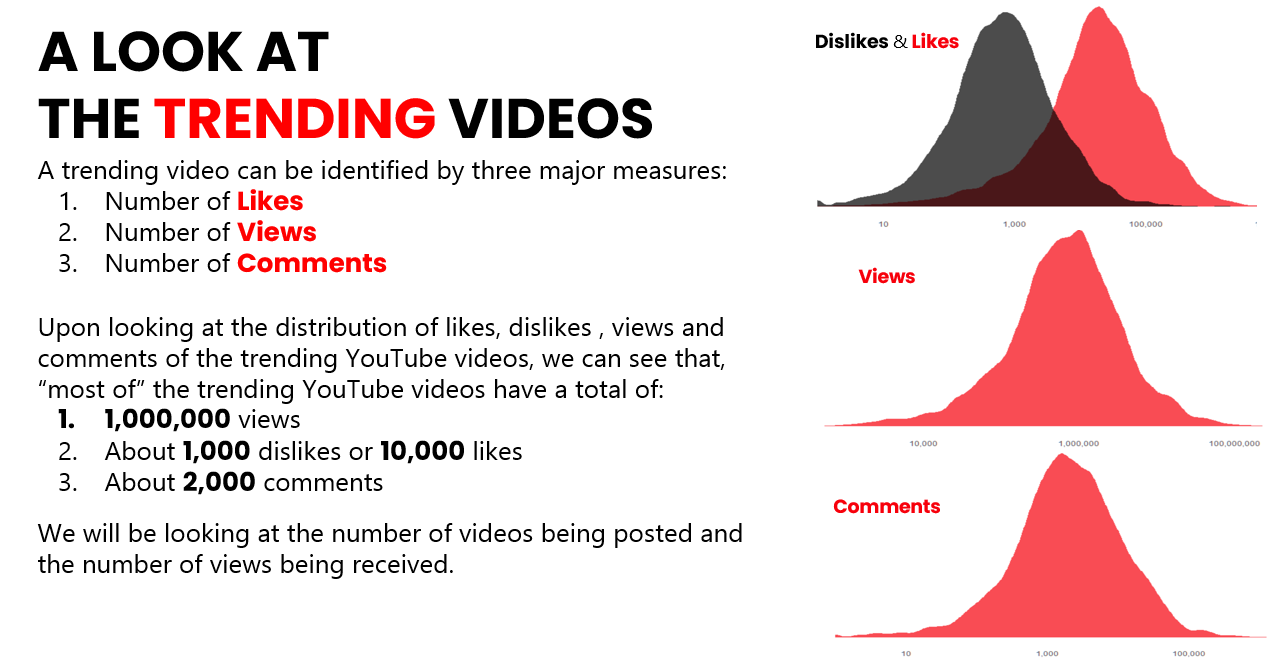 A LOOK AT
THE TRENDING VIDEOS
A trending video can be identified by three major measures:
1. Number of Likes
2. Number of Views
3. Number of Comments
Upon looking at the distribution of likes, dislikes , views and
comments of the trending YouTube videos, we can see that,
“most of” the trending YouTube videos have a total of:
1. 1,000,000 views
2. About 1,000 dislikes or 10,000 likes
3. About 2,000 comments
We will be looking at the number of videos being posted and
the number of views being received.
Dislikes & Likes
10 1,000 100,000
Views
10,000 1,000,000 100,000,000
Comments
10 1,000 100,000